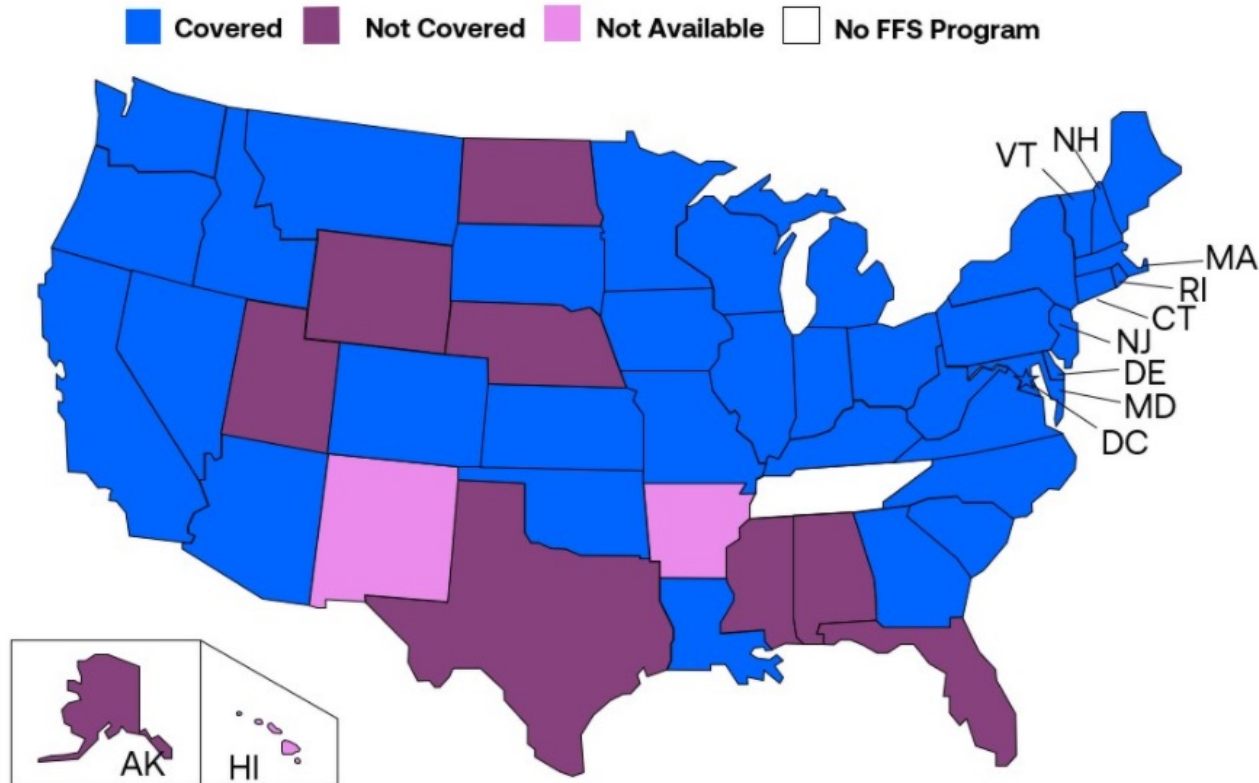 Covered Not Covered Not Available No FFS Program
NH
VT
MA
RI
CT
NJ
DE
MD
DC
AK
HI